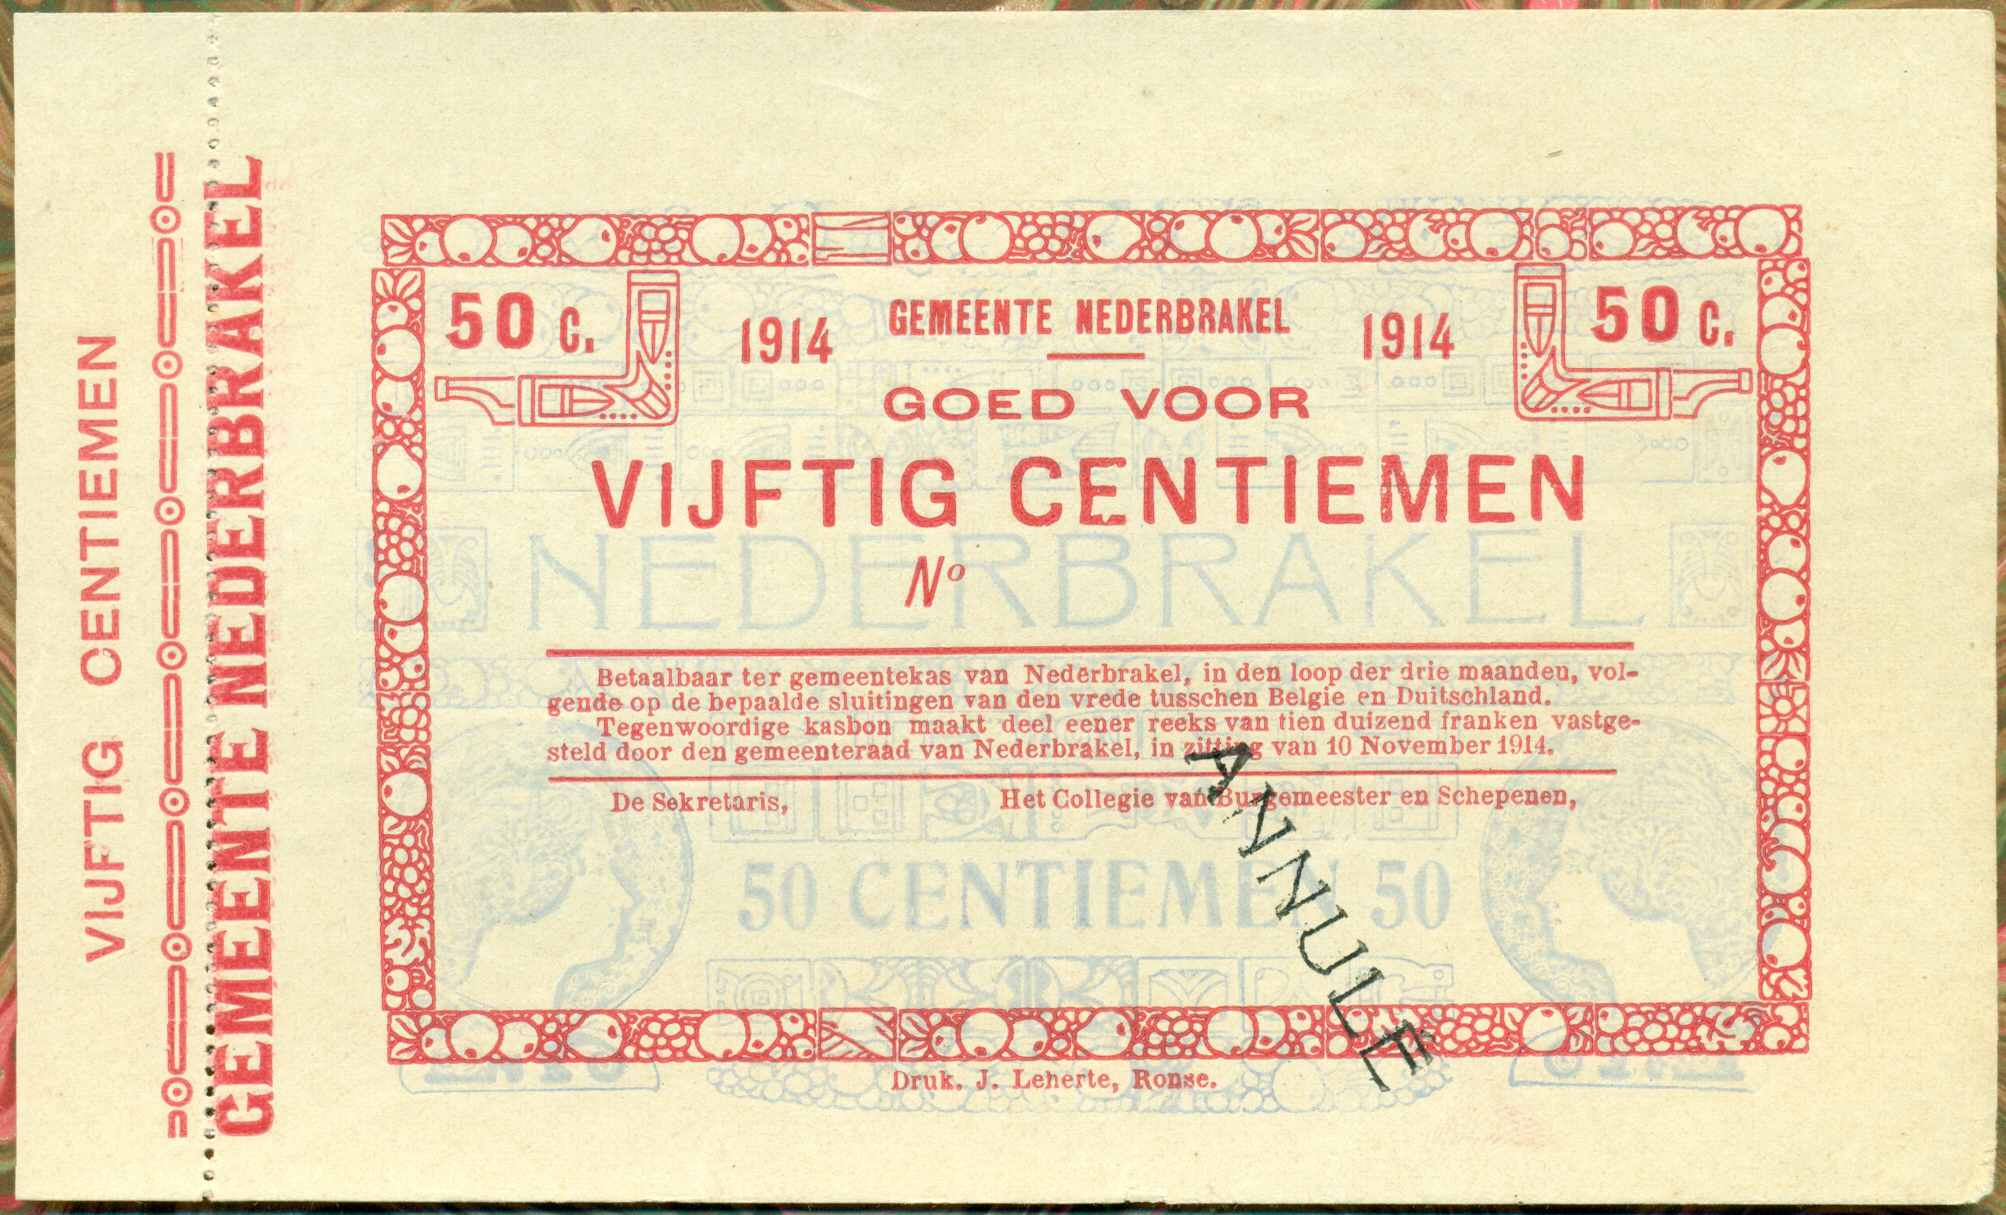 VIJFTIG CENTIEMEN
GEMEENTE NEDERBRAKEL
50 C.
1914
GEMEENTE NEDERBRAKEL
1914
50 C.
GOED VOOR
VIJFTIG CENTIEMEN
NEDERBRAKEL
Nº
Betaalbaar ter gemeentekas van Nederbrakel, in den loop der drie maanden, vol-
gende op de bepaalde sluitingen van den vrede tusschen Belgie en Duitschland.
Tegenwoordige kasbon maakt deel eener reeks van tien duizend franken vastge-
steld door den gemeenteraad van Nederbrakel, in zitting van 10 November 1914.
De Sekretaris,
Het Collegie van Burgemeester en Schepenen,
ANNULÉ
50 CENTIEMEN 50
Druk. J. Leherte, Ronse.